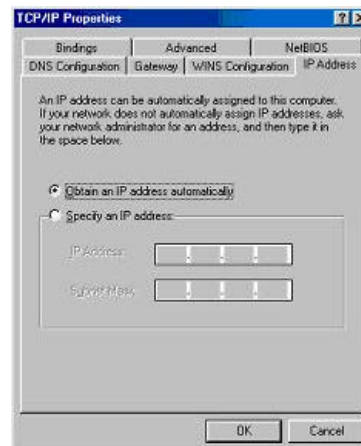 TCP/IP Properties
Bindings Advanced NetBIOS
DNS Configuration Gateway WINS Configuration IP Address
An IP address can be automatically assigned to this computer.
If your network does not automatically assign IP addresses, ask
your network administrator for an address, and then type it in
the space below.
Obtain an IP address automatically
Specify an IP address:
IP Address:
Subnet Mask:
OK Cancel